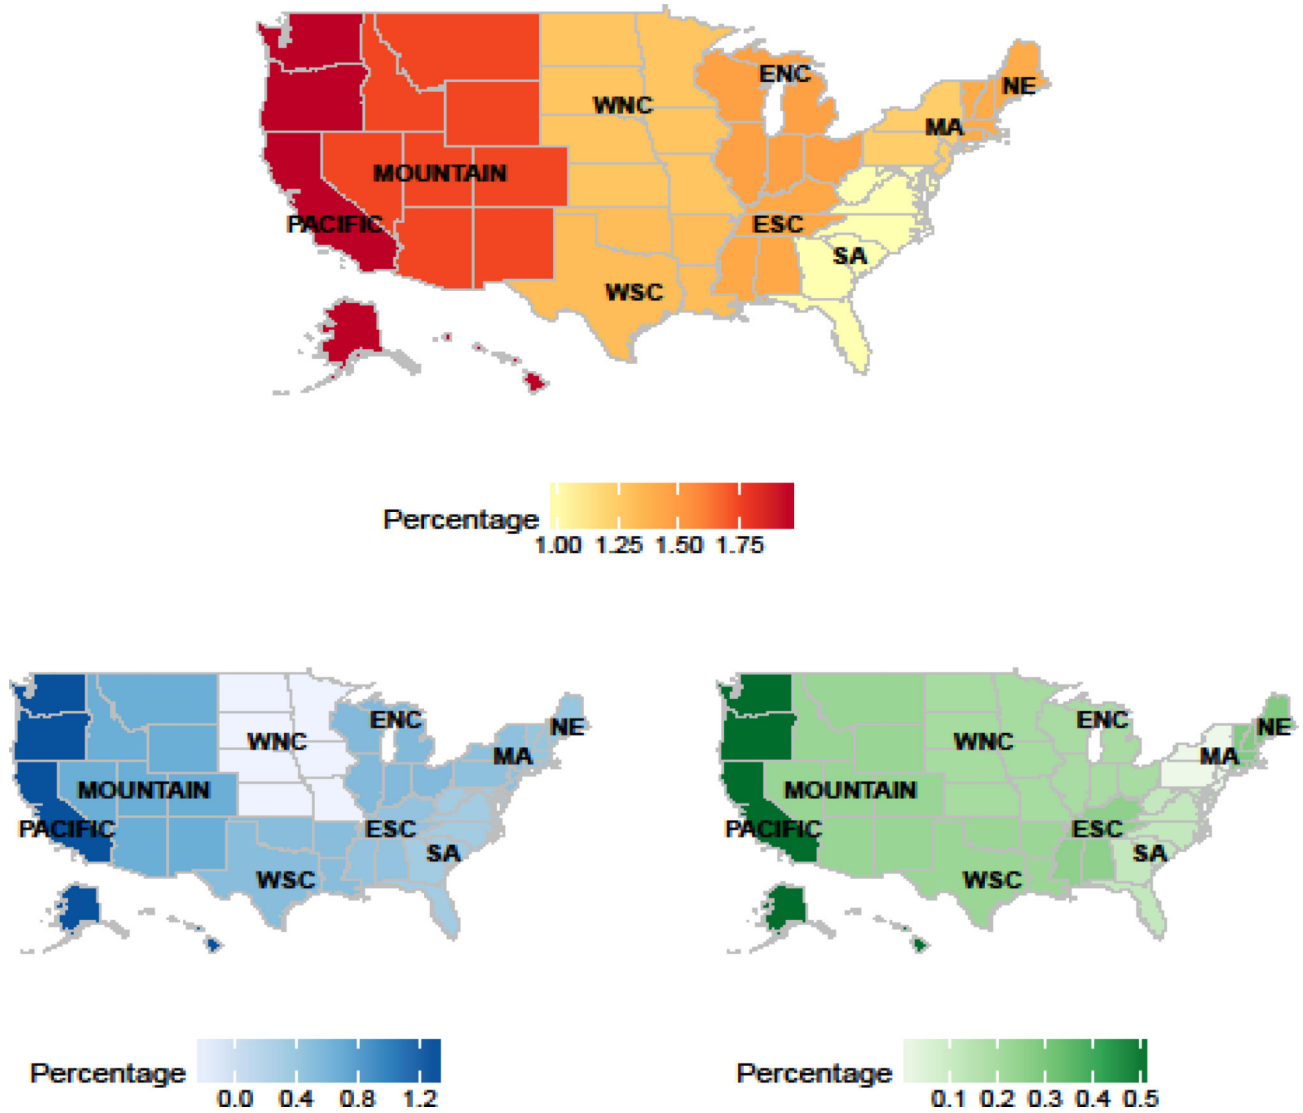 ENC
NE
WNC
MA
MOUNTAIN
PACIFIC
ESC
SA
WSC
Percentage
1.00 1.25 1.50 1.75
ENC
NE
WNC
MA
MOUNTAIN
PACIFIC
ESC
SA
WSC
Percentage
0.0 0.4 0.8 1.2
ENC
NE
WNC
MA
MOUNTAIN
PACIFIC
ESC
SA
WSC
Percentage
0.1 0.2 0.3 0.4 0.5